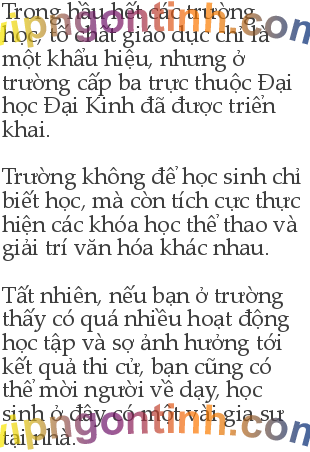 Trong hầu hết các trường
học, tố chất giáo dục chỉ là
một khẩu hiệu, nhưng ở
trường cấp ba trực thuộc Đại
học Đại Kinh đã được triển
khai.
Trường không để học sinh chỉ
biết học, mà còn tích cực thực
hiện các khóa học thể thao và
giải trí văn hóa khác nhau.
Tất nhiên, nếu bạn ở trường
thấy có quá nhiều hoạt động
học tập và sợ ảnh hưởng tới
kết quả thi cử, bạn cũng có
thể mời người về dạy, học
sinh ở đây có một vài gia sư
tại nhà.